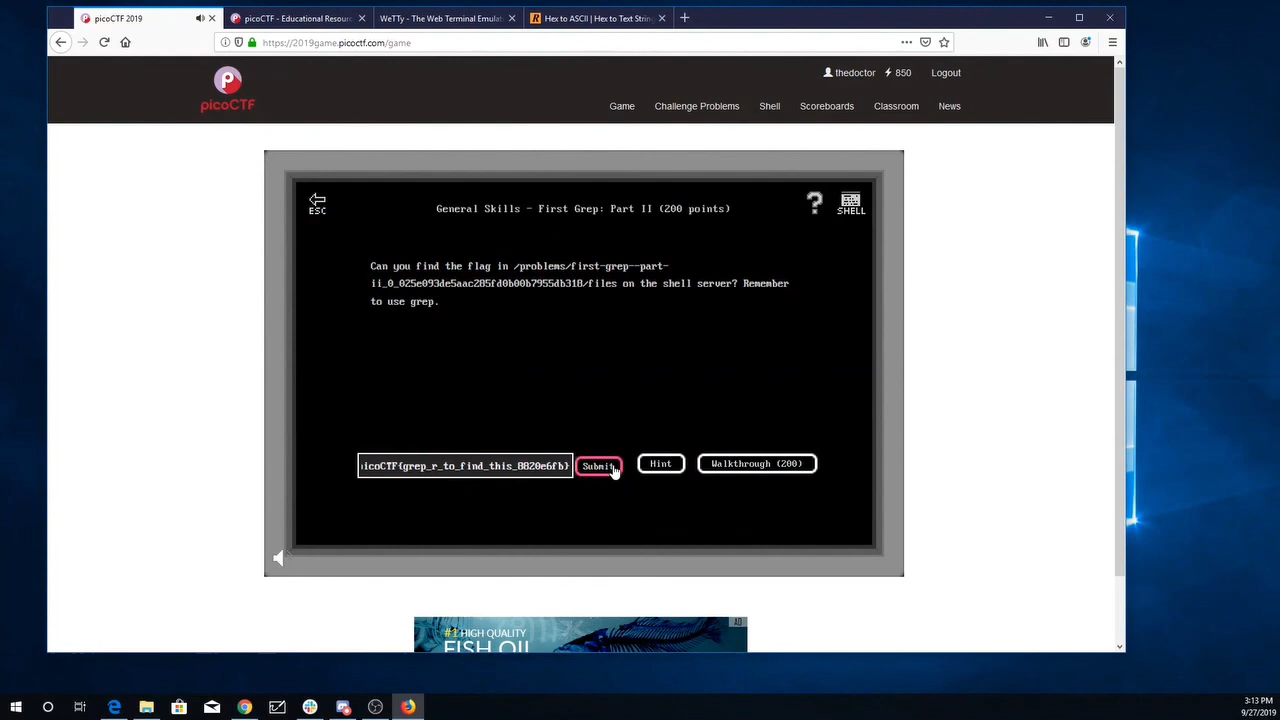 picoCTF 2019
picoCTF - Educational Resourc
WeTTy - The Web Terminal Emulat
Hex to ASCII | Hex to Text String
https://2019game.picoctf.com/game
thedoctor
850
Logout
picoCTF
Game
Challenge Problems
Shell
Scoreboards
Classroom
News
ESC
General Skills - First Grep: Part II (200 points)
?
SHELL
Can you find the flag in /problems/first-grep--part-
ii_0_025e093de5aac285fd0b00b7955db318/files on the shell server? Remember
to use grep.
icoCTF{grep_r_to_find_this_8820e6fb}
Submit
Hint
Walkthrough (200)
#1 HIGH QUALITY
FISH OIL
AD
3:13 PM
9/27/2019